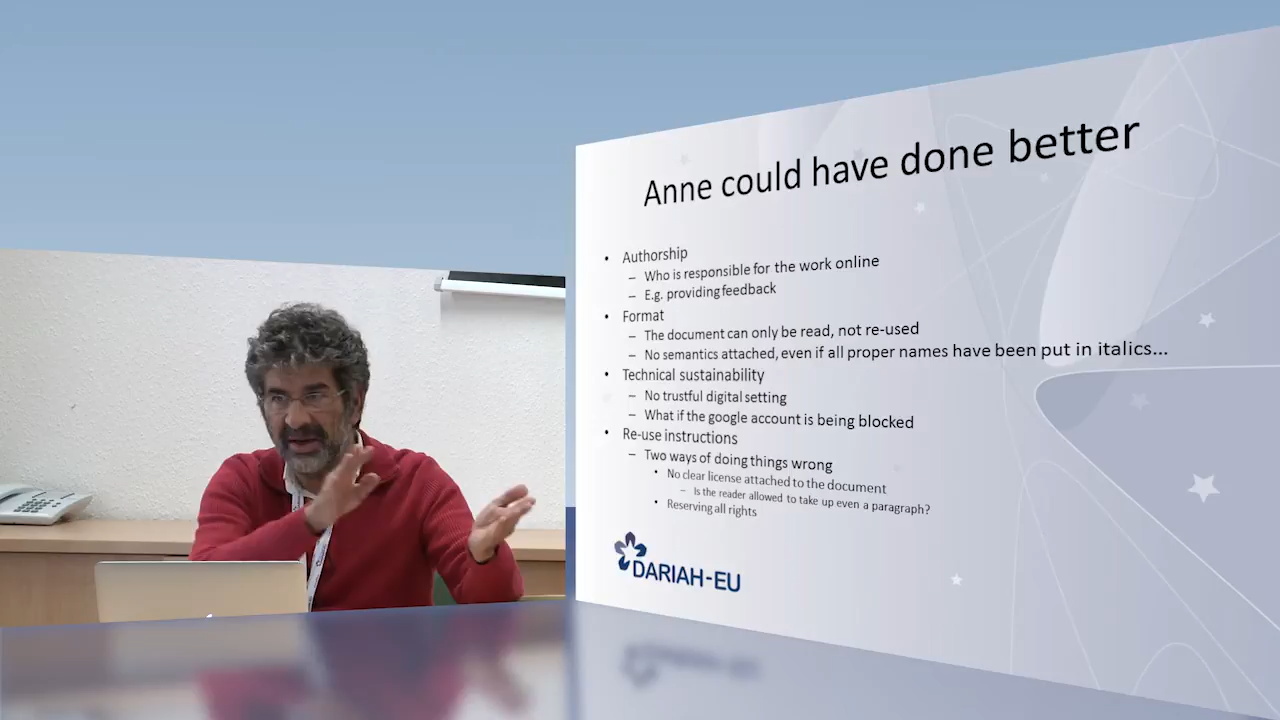 Anne could have done better
• Authorship
– Who is responsible for the work online
– E.g. providing feedback
• Format
– The document can only be read, not re-used
– No semantics attached, even if all proper names have been put in italics...
• Technical sustainability
– No trustful digital setting
– What if the google account is being blocked
• Re-use instructions
– Two ways of doing things wrong
• No clear license attached to the document
– Is the reader allowed to take up even a paragraph?
• Reserving all rights
DARIAH-EU